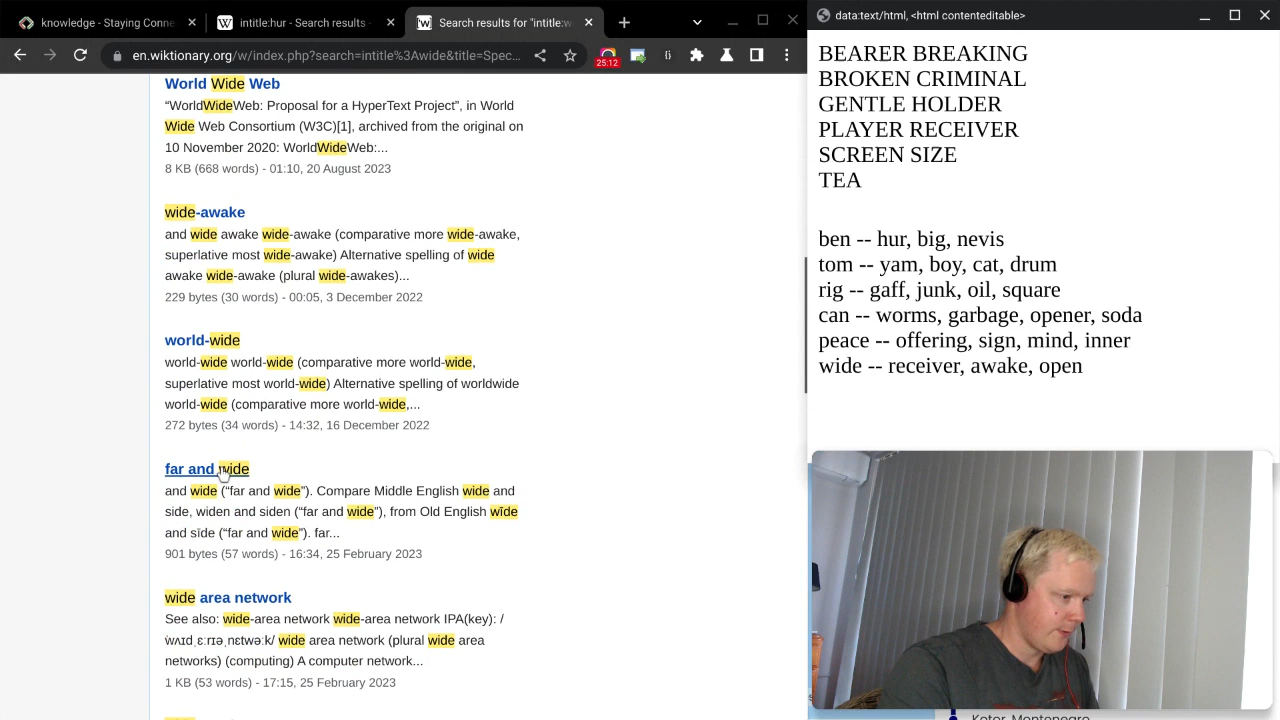 knowledge - Staying Conne
intitle:hur - Search results -
Search results for "intitle:w
en.wiktionary.org/w/index.php?search=intitle%3Awide&title=Spec...
25:12
World Wide Web
“WorldWideWeb: Proposal for a HyperText Project”, in World
Wide Web Consortium (W3C)[1], archived from the original on
10 November 2020: WorldWideWeb:...
8 KB (668 words) - 01:10, 20 August 2023
wide-awake
and wide awake wide-awake (comparative more wide-awake,
superlative most wide-awake) Alternative spelling of wide
awake wide-awake (plural wide-awakes)...
229 bytes (30 words) - 00:05, 3 December 2022
world-wide
world-wide world-wide (comparative more world-wide,
superlative most world-wide) Alternative spelling of worldwide
world-wide (comparative more world-wide,...
272 bytes (34 words) - 14:32, 16 December 2022
far and wide
and wide (“far and wide”). Compare Middle English wide and
side, widen and siden (“far and wide”), from Old English wīde
and sīde (“far and wide”). far...
901 bytes (57 words) - 16:34, 25 February 2023
wide area network
See also: wide-area network wide-area network IPA(key): /
wide area network (plural wide area
networks) (computing) A computer network...
1 KB (53 words) - 17:15, 25 February 2023
data:text/html, <html contenteditable>
BEARER BREAKING
BROKEN CRIMINAL
GENTLE HOLDER
PLAYER RECEIVER
SCREEN SIZE
TEA
ben -- hur, big, nevis
tom -- yam, boy, cat, drum
rig -- gaff, junk, oil, square
can -- worms, garbage, opener, soda
peace -- offering, sign, mind, inner
wide -- receiver, awake, open
Kotor, Montenegro